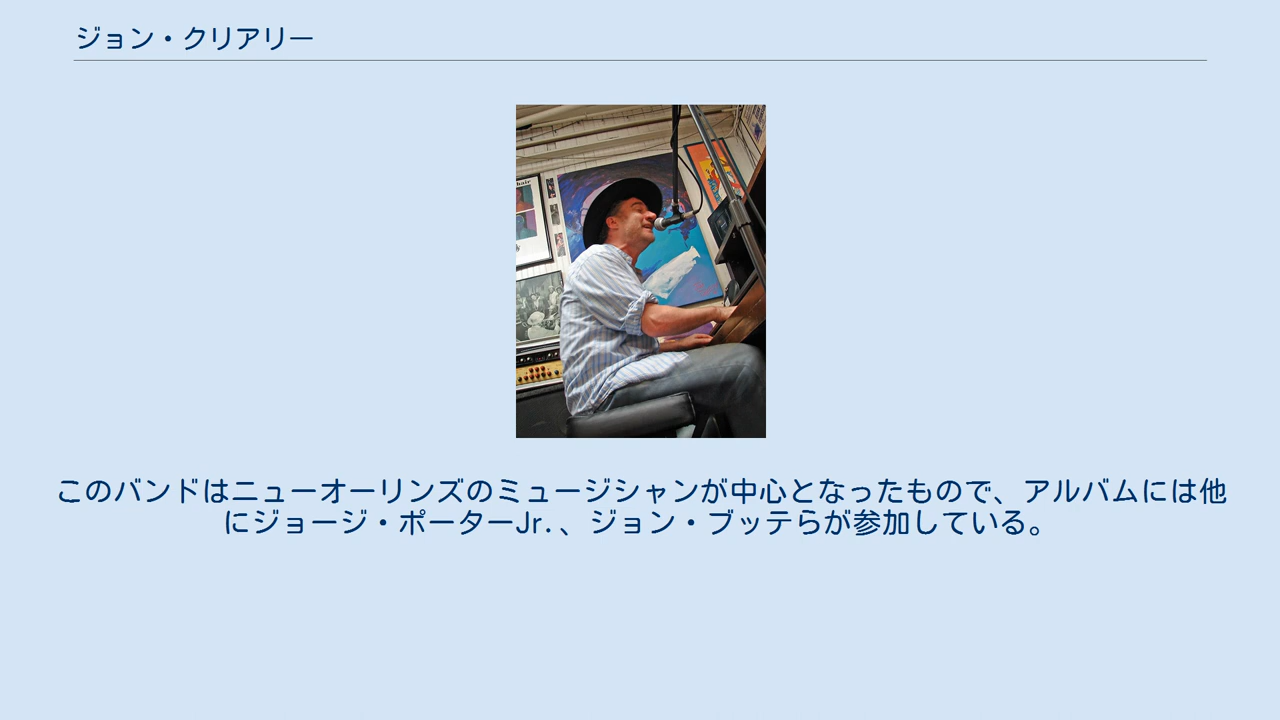 ジョン・クリアリー
hair
このバンドはニューオーリンズのミュージシャンが中心となったもので、アルバムには他
にジョージ・ポーターJr.、ジョン・ブッテらが参加している。